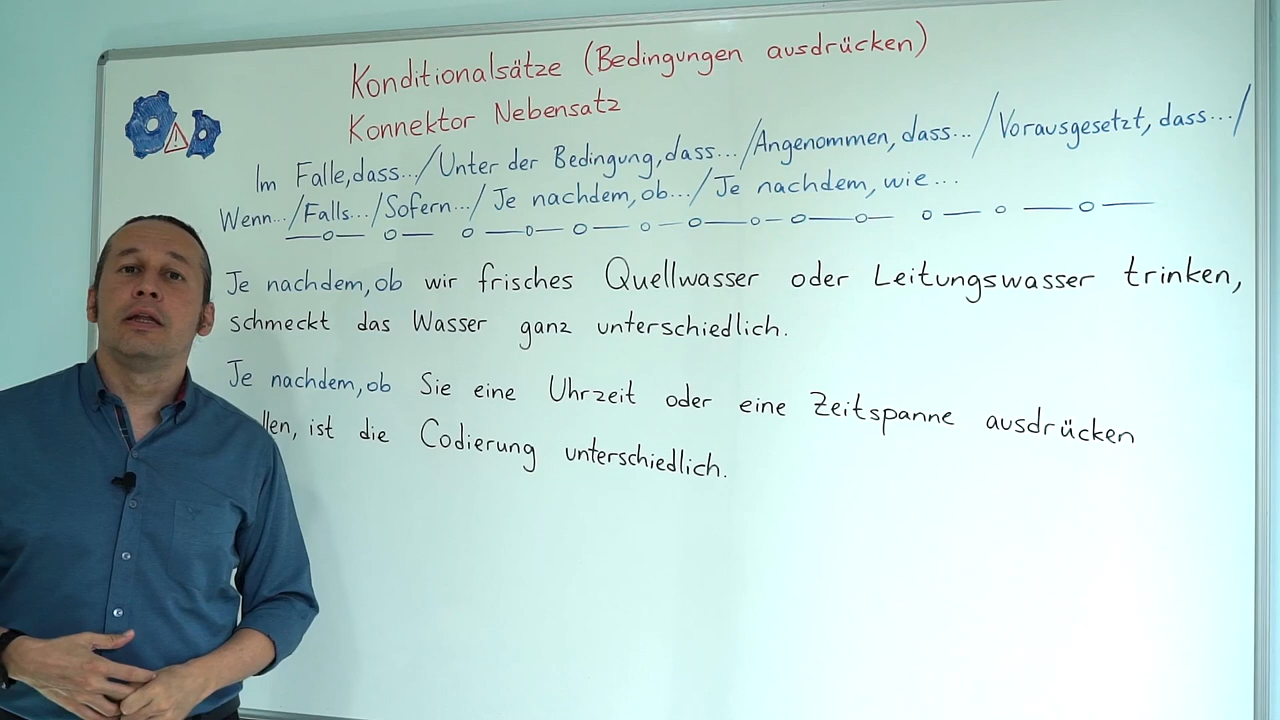 Konditionalsätze (Bedingungen ausdrücken)
Konnektor Nebensatz
Im Falle, dass.../Unter der Bedingung, dass.../Angenommen, dass.../Vorausgesetzt, dass.../
Wenn.../Falls.../Sofern.../Je nachdem, ob.../Je nachdem, wie...
Je nachdem, ob wir frisches Quellwasser oder Leitungswasser trinken,
schmeckt das Wasser ganz unterschiedlich.
Je nachdem, ob Sie eine Uhrzeit oder eine Zeitspanne ausdrücken
ist die Codierung unterschiedlich.